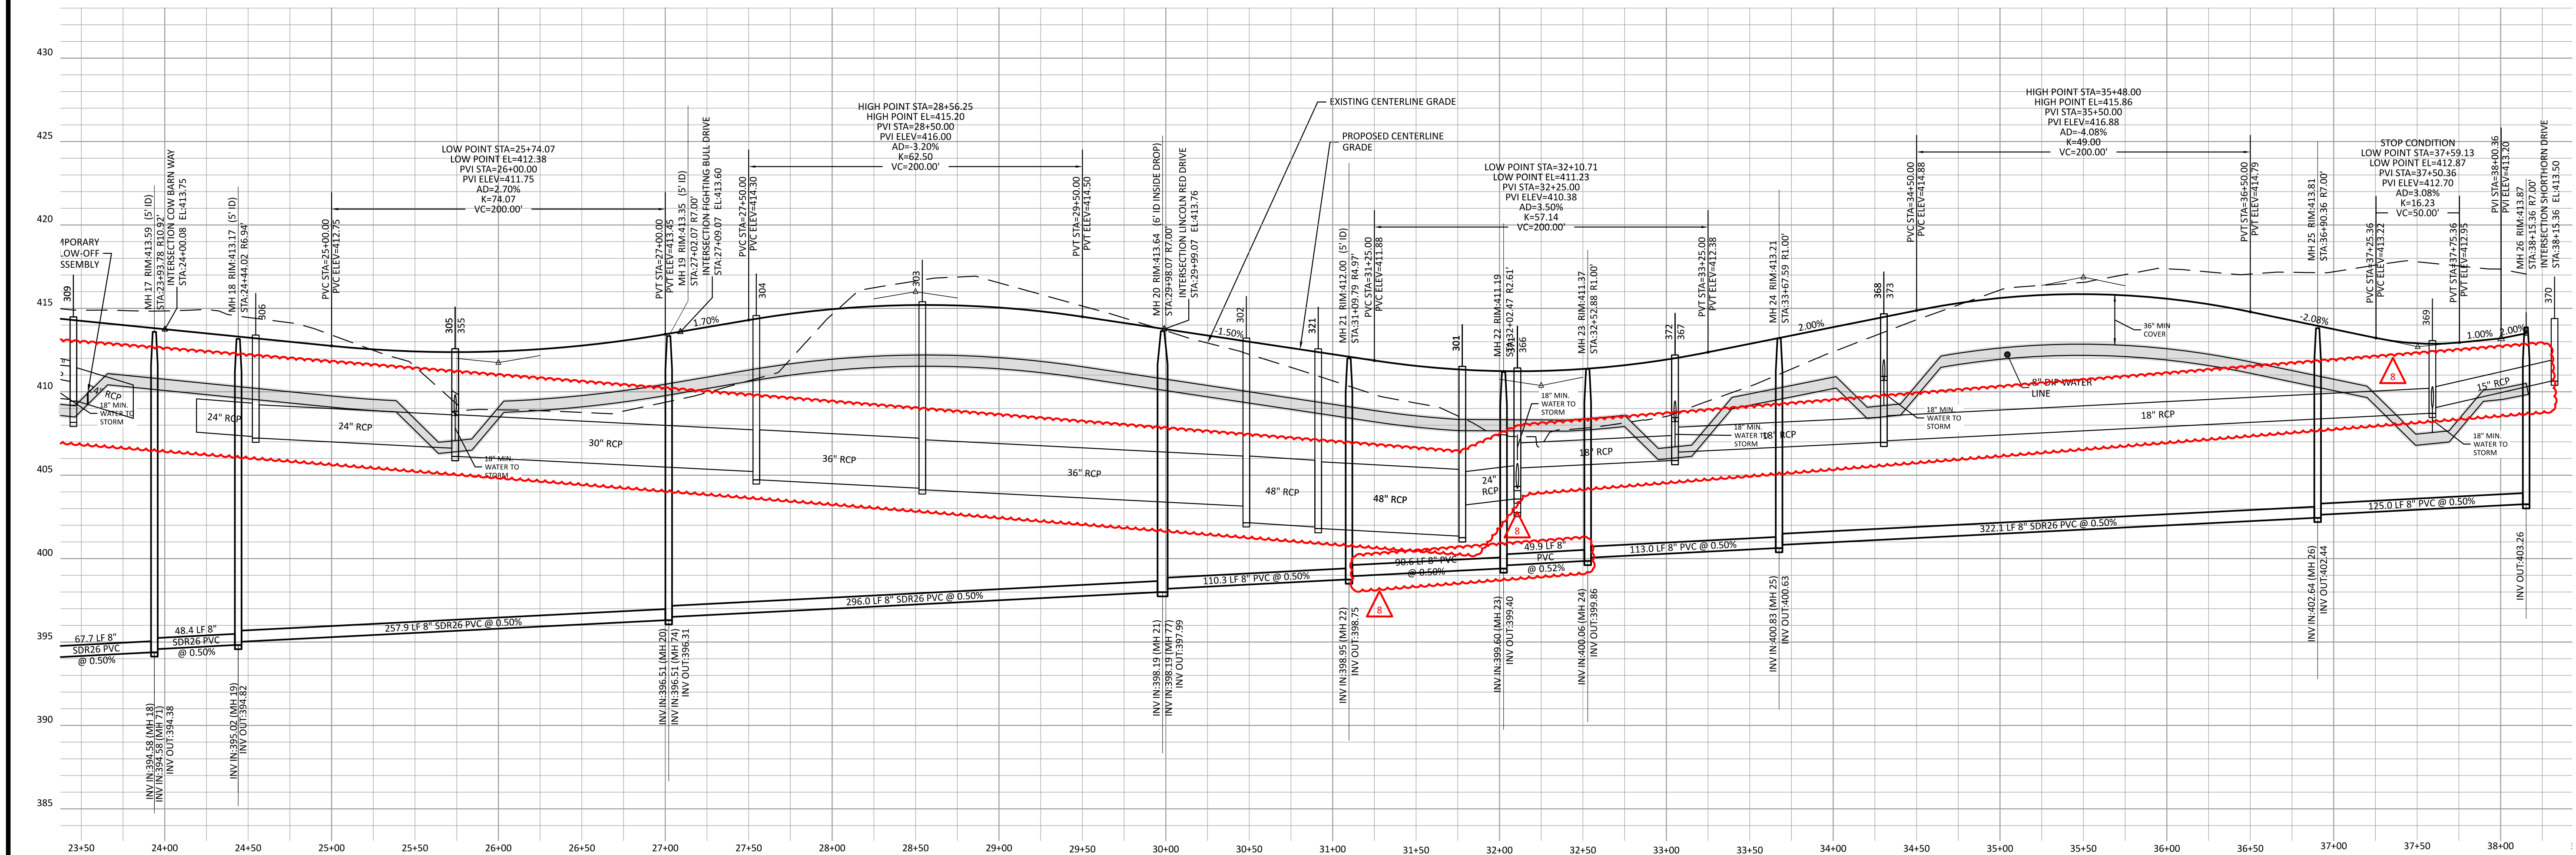 430
425
420
415
410
405
400
395
390
385
23+50
24+00
24+50
25+00
25+50
26+00
26+50
27+00
27+50
28+00
28+50
29+00
29+50
30+00
30+50
31+00
31+50
32+00
32+50
33+00
33+50
34+00
34+50
35+00
35+50
36+00
36+50
37+00
37+50
38+00
MPORARY
LOW-OFF
SSEMBLY
309
24" RCP
18" MIN.
WATER TO
STORM
MH 17 RIM:413.59 (5' ID)
STA:23+93.78 R10.92'
INTERSECTION COW BARN WAY
STA:24+00.08 EL:413.75
MH 18 RIM:413.17 (5' ID)
STA:24+44.02 R6.94'
306
24" RCP
24" RCP
PVC STA=25+00.00
PVC ELEV=412.75
LOW POINT STA=25+74.07
LOW POINT EL=412.38
PVI STA=26+00.00
PVI ELEV=411.75
AD=2.70%
K=74.07
VC=200.00'
305
355
18" MIN.
WATER TO
STORM
30" RCP
PVT STA=27+00.00
PVT ELEV=413.45
MH 19 RIM:413.35 (5' ID)
STA:27+02.07 R7.00'
INTERSECTION FIGHTING BULL DRIVE
STA:27+09.07 EL:413.60
1.70%
PVC STA=27+50.00
PVC ELEV=414.30
304
HIGH POINT STA=28+56.25
HIGH POINT EL=415.20
PVI STA=28+50.00
PVI ELEV=416.00
AD=-3.20%
K=62.50
VC=200.00'
303
36" RCP
36" RCP
PVT STA=29+50.00
PVT ELEV=414.50
MH 20 RIM:413.64 (6' ID INSIDE DROP)
STA:29+98.07 R7.00'
INTERSECTION LINCOLN RED DRIVE
STA:29+99.07 EL:413.76
EXISTING CENTERLINE GRADE
PROPOSED CENTERLINE
GRADE
-1.50%
302
321
48" RCP
48" RCP
MH 21 RIM:412.00 (5' ID)
STA:31+09.79 R4.97'
PVC STA=31+25.00
PVC ELEV=411.88
LOW POINT STA=32+10.71
LOW POINT EL=411.23
PVI STA=32+25.00
PVI ELEV=410.38
AD=3.50%
K=57.14
VC=200.00'
301
24"
RCP
MH 22 RIM:411.19
STA:32+02.47 R2.61'
366
18" MIN.
WATER TO
STORM
18" RCP
MH 23 RIM:411.37
STA:32+52.88 R1.00'
372
367
18" MIN.
WATER TO
STORM
18" RCP
PVT STA=33+25.00
PVT ELEV=412.38
MH 24 RIM:413.21
STA:33+67.59 R1.00'
2.00%
368
373
18" MIN.
WATER TO
STORM
PVC STA=34+50.00
PVC ELEV=414.88
HIGH POINT STA=35+48.00
HIGH POINT EL=415.86
PVI STA=35+50.00
PVI ELEV=416.88
AD=-4.08%
K=49.00
VC=200.00'
36" MIN
COVER
8" DIP WATER
LINE
18" RCP
PVT STA=36+50.00
PVT ELEV=414.79
MH 25 RIM:413.81
STA:36+90.36 R7.00'
-2.08%
STOP CONDITION
LOW POINT STA=37+59.13
LOW POINT EL=412.87
PVI STA=37+50.36
PVI ELEV=412.70
AD=3.08%
K=16.23
VC=50.00'
PVC STA=37+25.36
PVC ELEV=413.22
PVT STA=37+75.36
PVT ELEV=412.95
369
1.00%
2.00%
PVI STA=38+00.36
PVI ELEV=413.20
MH 26 RIM:413.87
STA:38+15.36 R7.00'
INTERSECTION SHORTHORN DRIVE
STA:38+15.36 EL:413.50
370
15" RCP
18" MIN.
WATER TO
STORM
8
8
8
67.7 LF 8"
SDR26 PVC
@ 0.50%
48.4 LF 8"
SDR26 PVC
@ 0.50%
257.9 LF 8" SDR26 PVC @ 0.50%
296.0 LF 8" SDR26 PVC @ 0.50%
110.3 LF 8" PVC @ 0.50%
90.6 LF 8" PVC
@ 0.50%
49.9 LF 8"
PVC
@ 0.52%
113.0 LF 8" PVC @ 0.50%
322.1 LF 8" SDR26 PVC @ 0.50%
125.0 LF 8" PVC @ 0.50%
INV IN:394.58 (MH 18)
INV IN:394.58 (MH 71)
INV OUT:394.38
INV IN:395.02 (MH 19)
INV OUT:394.82
INV IN:396.51 (MH 20)
INV IN:396.51 (MH 74)
INV OUT:396.31
INV IN:398.19 (MH 21)
INV IN:398.19 (MH 77)
INV OUT:397.99
INV IN:398.95 (MH 22)
INV OUT:398.75
INV IN:399.60 (MH 23)
INV OUT:399.40
INV IN:400.06 (MH 24)
INV OUT:399.86
INV IN:400.83 (MH 25)
INV OUT:400.63
INV IN:402.64 (MH 26)
INV OUT:402.44
INV OUT:403.26